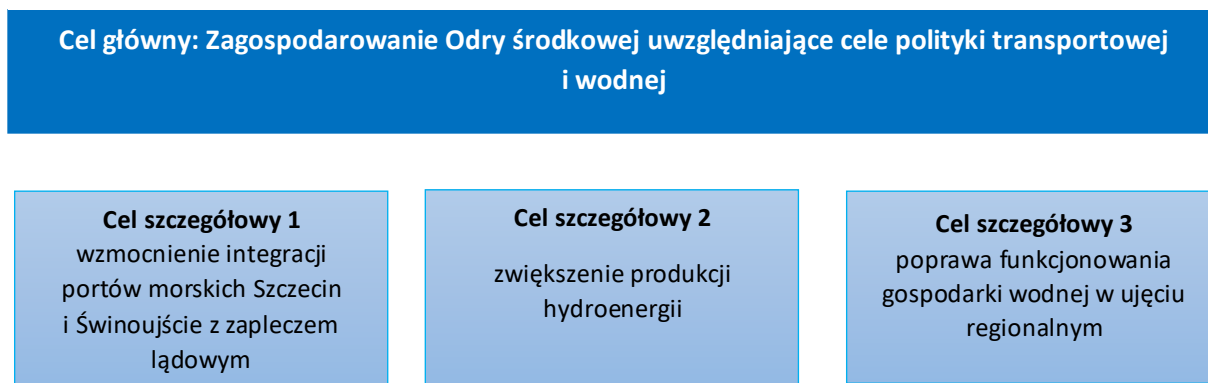 Cel główny: Zagospodarowanie Odry środkowej uwzględniające cele polityki transportowej
i wodnej
Cel szczegółowy 1
wzmocnienie integracji
portów morskich Szczecin
i Świnoujście z zapleczem
lądowym
Cel szczegółowy 2
zwiększenie produkcji
hydroenergii
Cel szczegółowy 3
poprawa funkcjonowania
gospodarki wodnej w ujęciu
regionalnym